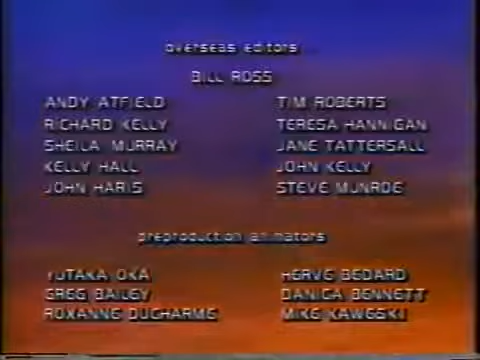 overseas editors
BILL ROSS
ANDY ATFIELD TIM ROBERTS
RICHARD KELLY TERESA HANNIGAN
SHEILA MURRAY JANE TATTERSALL
KELLY HALL JOHN KELLY
JOHN HARIS STEVE MUNROE
preproduction animators
YUTAKA OKA HERVE BEDARD
GREG BAILEY DANICA BENNETT
ROXANNE DUCHARME MIKE KAWESKI